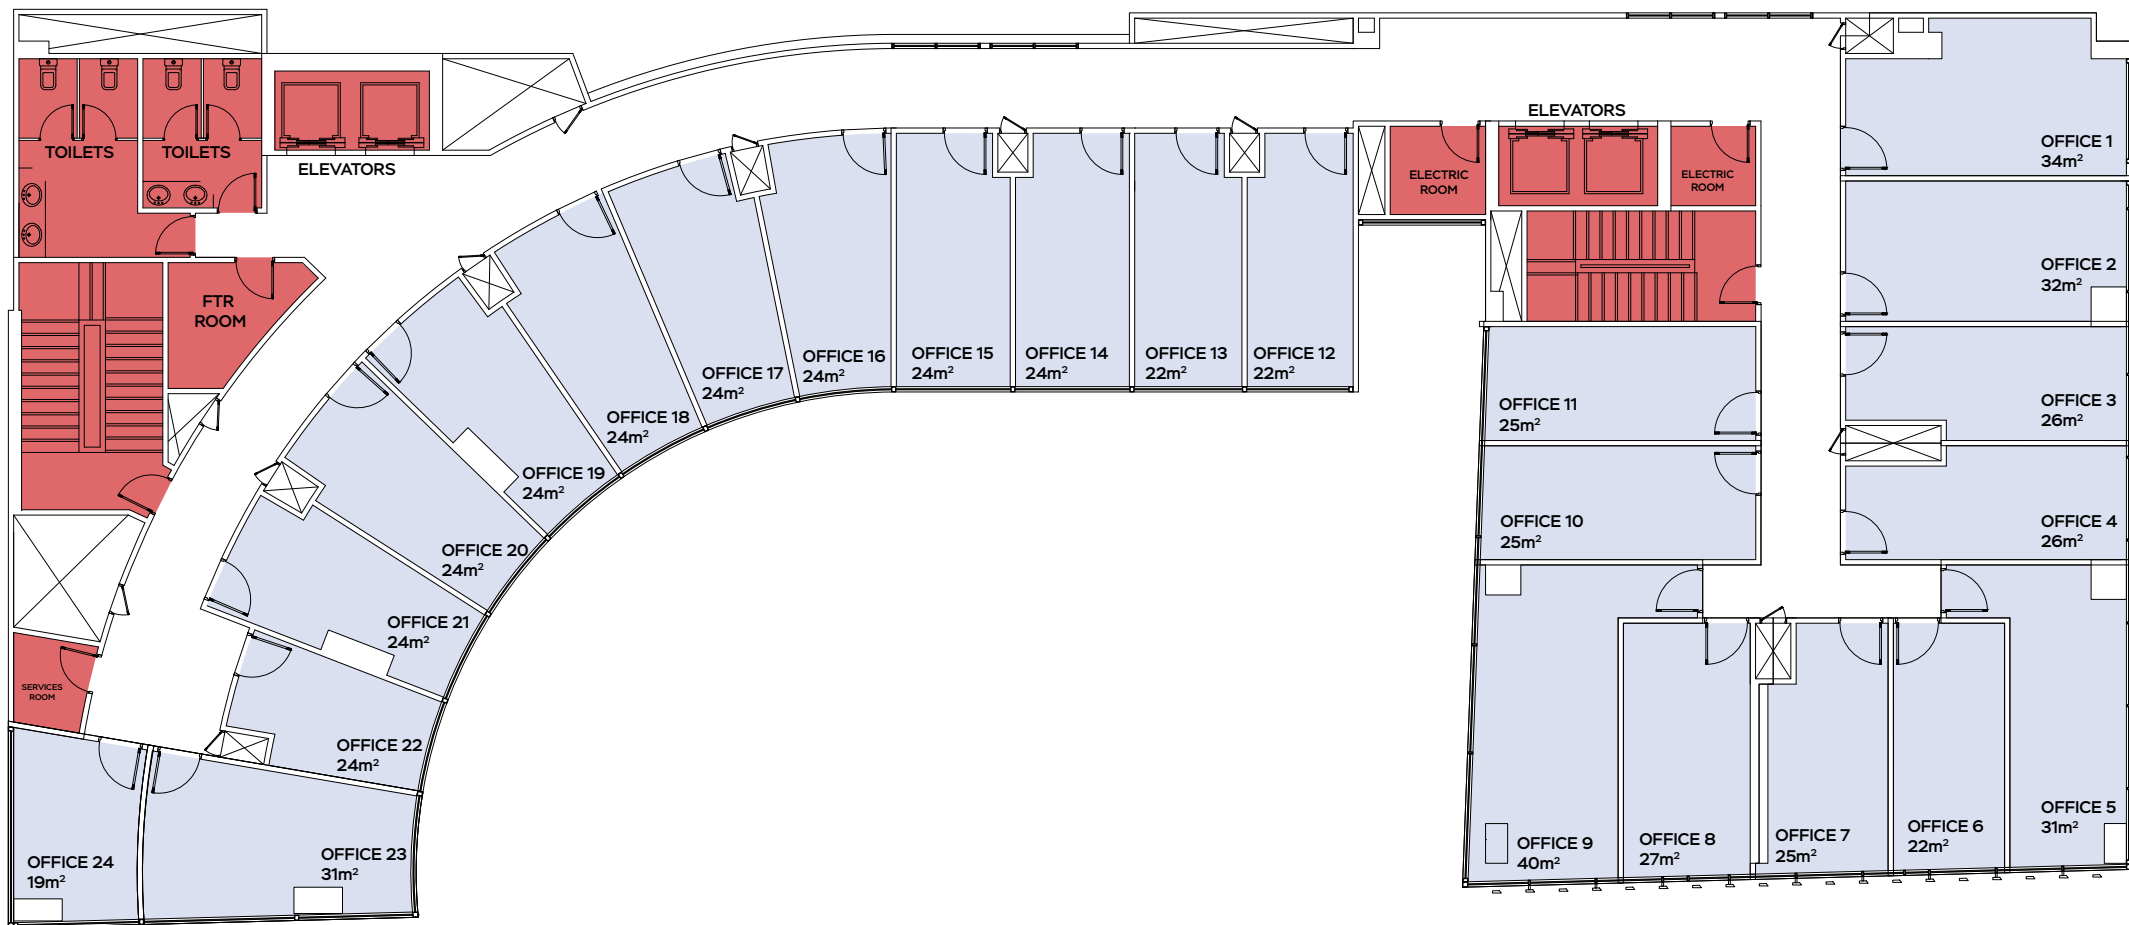 TOILETS
TOILETS
ELEVATORS
FTR
ROOM
SERVICES
ROOM
ELEVATORS
ELECTRIC
ROOM
ELECTRIC
ROOM
OFFICE 1
34m²
OFFICE 2
32m²
OFFICE 3
26m²
OFFICE 4
26m²
OFFICE 5
31m²
OFFICE 6
22m²
OFFICE 7
25m²
OFFICE 8
27m²
OFFICE 9
40m²
OFFICE 10
25m²
OFFICE 11
25m²
OFFICE 12
22m²
OFFICE 13
22m²
OFFICE 14
24m²
OFFICE 15
24m²
OFFICE 16
24m²
OFFICE 17
24m²
OFFICE 18
24m²
OFFICE 19
24m²
OFFICE 20
24m²
OFFICE 21
24m²
OFFICE 22
24m²
OFFICE 23
31m²
OFFICE 24
19m²